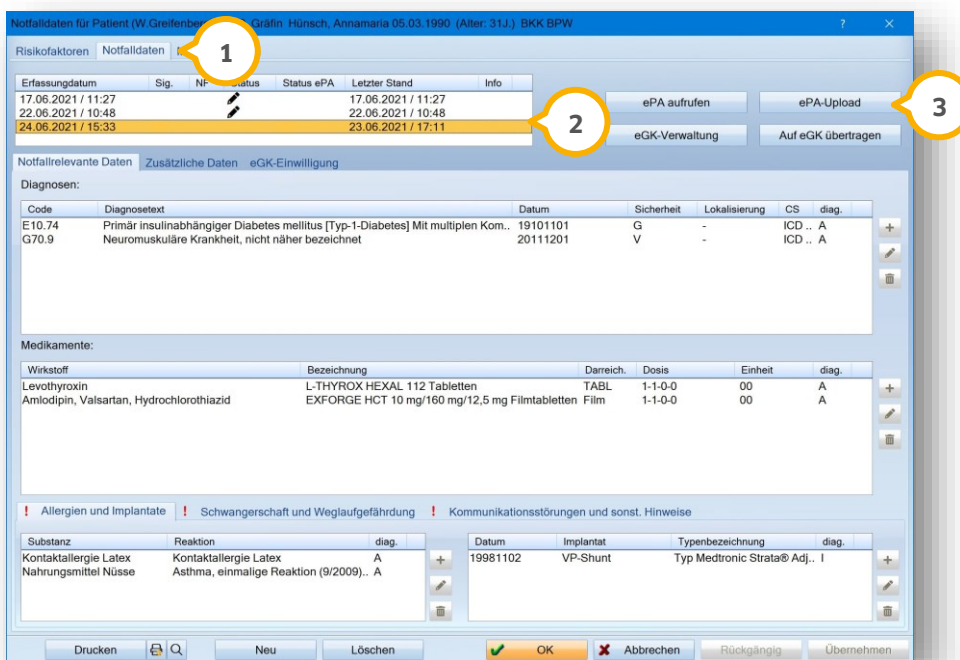 Notfalldaten für Patient (W.Greifenber Gräfin Hünsch, Annamaria 05.03.1990 (Alter: 31J.) BKK BPW ?
Risikofaktoren Notfalldaten
1
Erfassungdatum Sig. NF Status Status ePA Letzter Stand Info
17.06.2021 / 11:27 17.06.2021 / 11:27
22.06.2021 / 10:48 22.06.2021 / 10:48
24.06.2021 / 15:33 23.06.2021 / 17:11
2
ePA aufrufen ePA-Upload
3
eGK-Verwaltung Auf eGK übertragen
Notfallrelevante Daten Zusätzliche Daten eGK-Einwilligung
Diagnosen:
Code Diagnosetext Datum Sicherheit Lokalisierung CS diag.
E10.74 Primär insulinabhängiger Diabetes mellitus [Typ-1-Diabetes] Mit multiplen Kom.. 19101101 G - ICD .. A
G70.9 Neuromuskuläre Krankheit, nicht näher bezeichnet 20111201 V - ICD .. A
Medikamente:
Wirkstoff Bezeichnung Darreich. Dosis Einheit diag.
Levothyroxin L-THYROX HEXAL 112 Tabletten TABL 1-1-0-0 00 A
Amlodipin, Valsartan, Hydrochlorothiazid EXFORGE HCT 10 mg/160 mg/12,5 mg Filmtabletten Film 1-1-0-0 00 A
! Allergien und Implantate ! Schwangerschaft und Weglaufgefährdung ! Kommunikationsstörungen und sonst. Hinweise
Substanz Reaktion diag.
Kontaktallergie Latex Kontaktallergie Latex A
Nahrungsmittel Nüsse Asthma, einmalige Reaktion (9/2009).. A
Datum Implantat Typenbezeichnung diag.
19981102 VP-Shunt Typ Medtronic Strata® Adj.. I
Drucken Neu Löschen OK Abbrechen Rückgängig Übernehmen